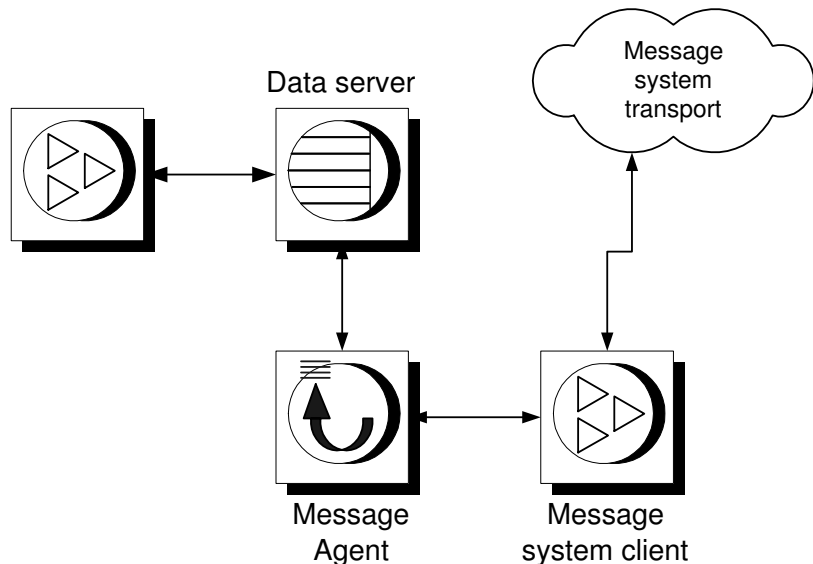 Message
system
transport
Data server
Message
Agent
Message
system client